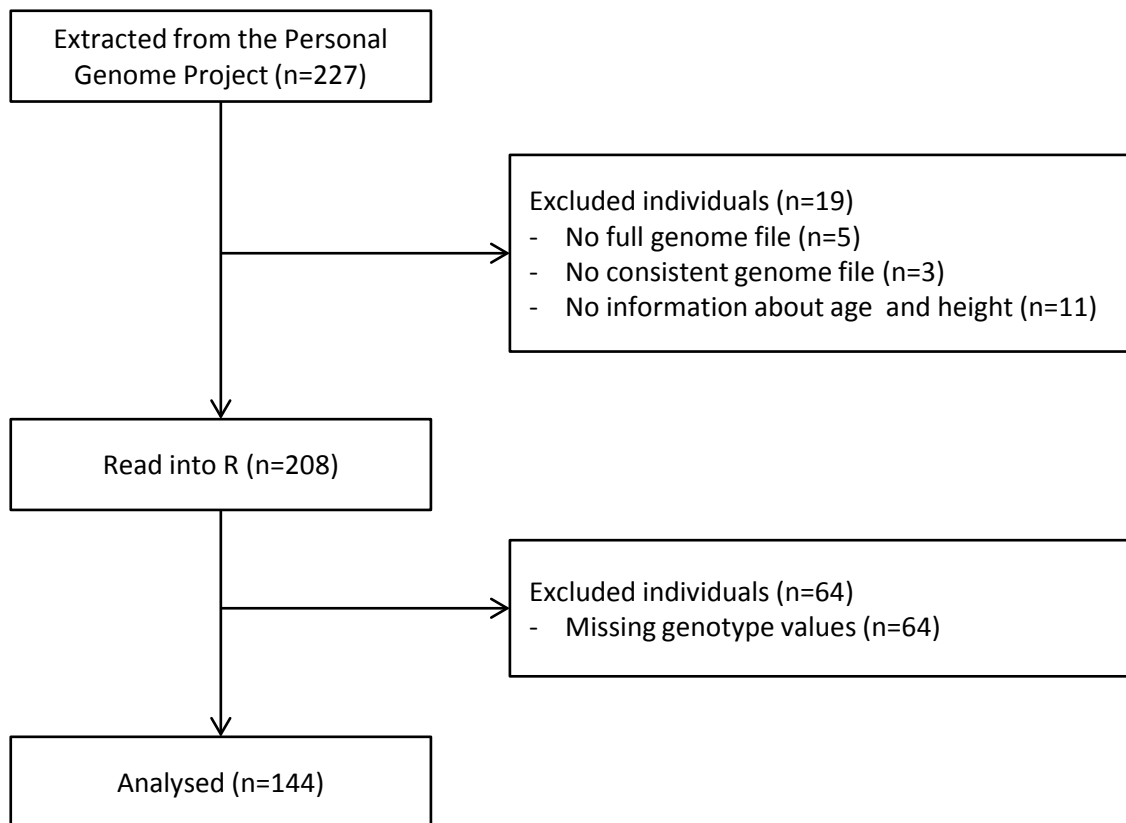 Extracted from the Personal
Genome Project (n=227)
Excluded individuals (n=19)
- No full genome file (n=5)
- No consistent genome file (n=3)
- No information about age  and height (n=11)
Read into R (n=208)
Excluded individuals (n=64)
- Missing genotype values (n=64)
Analysed (n=144)